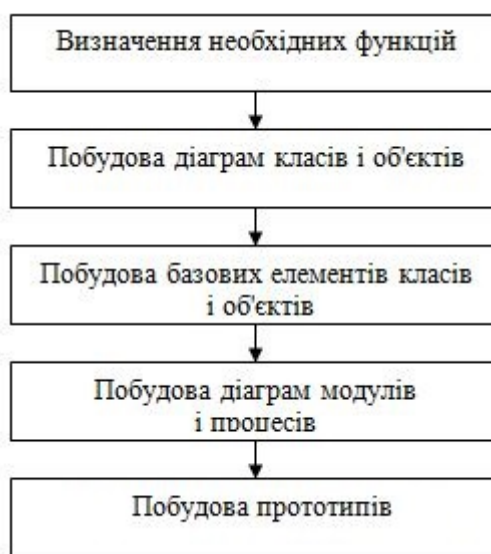 Визначення необхідних функцій
Побудова діаграм класів і об'єктів
Побудова базових елементів класів
і об'єктів
Побудова діаграм модулів
і процесів
Побудова прототипів